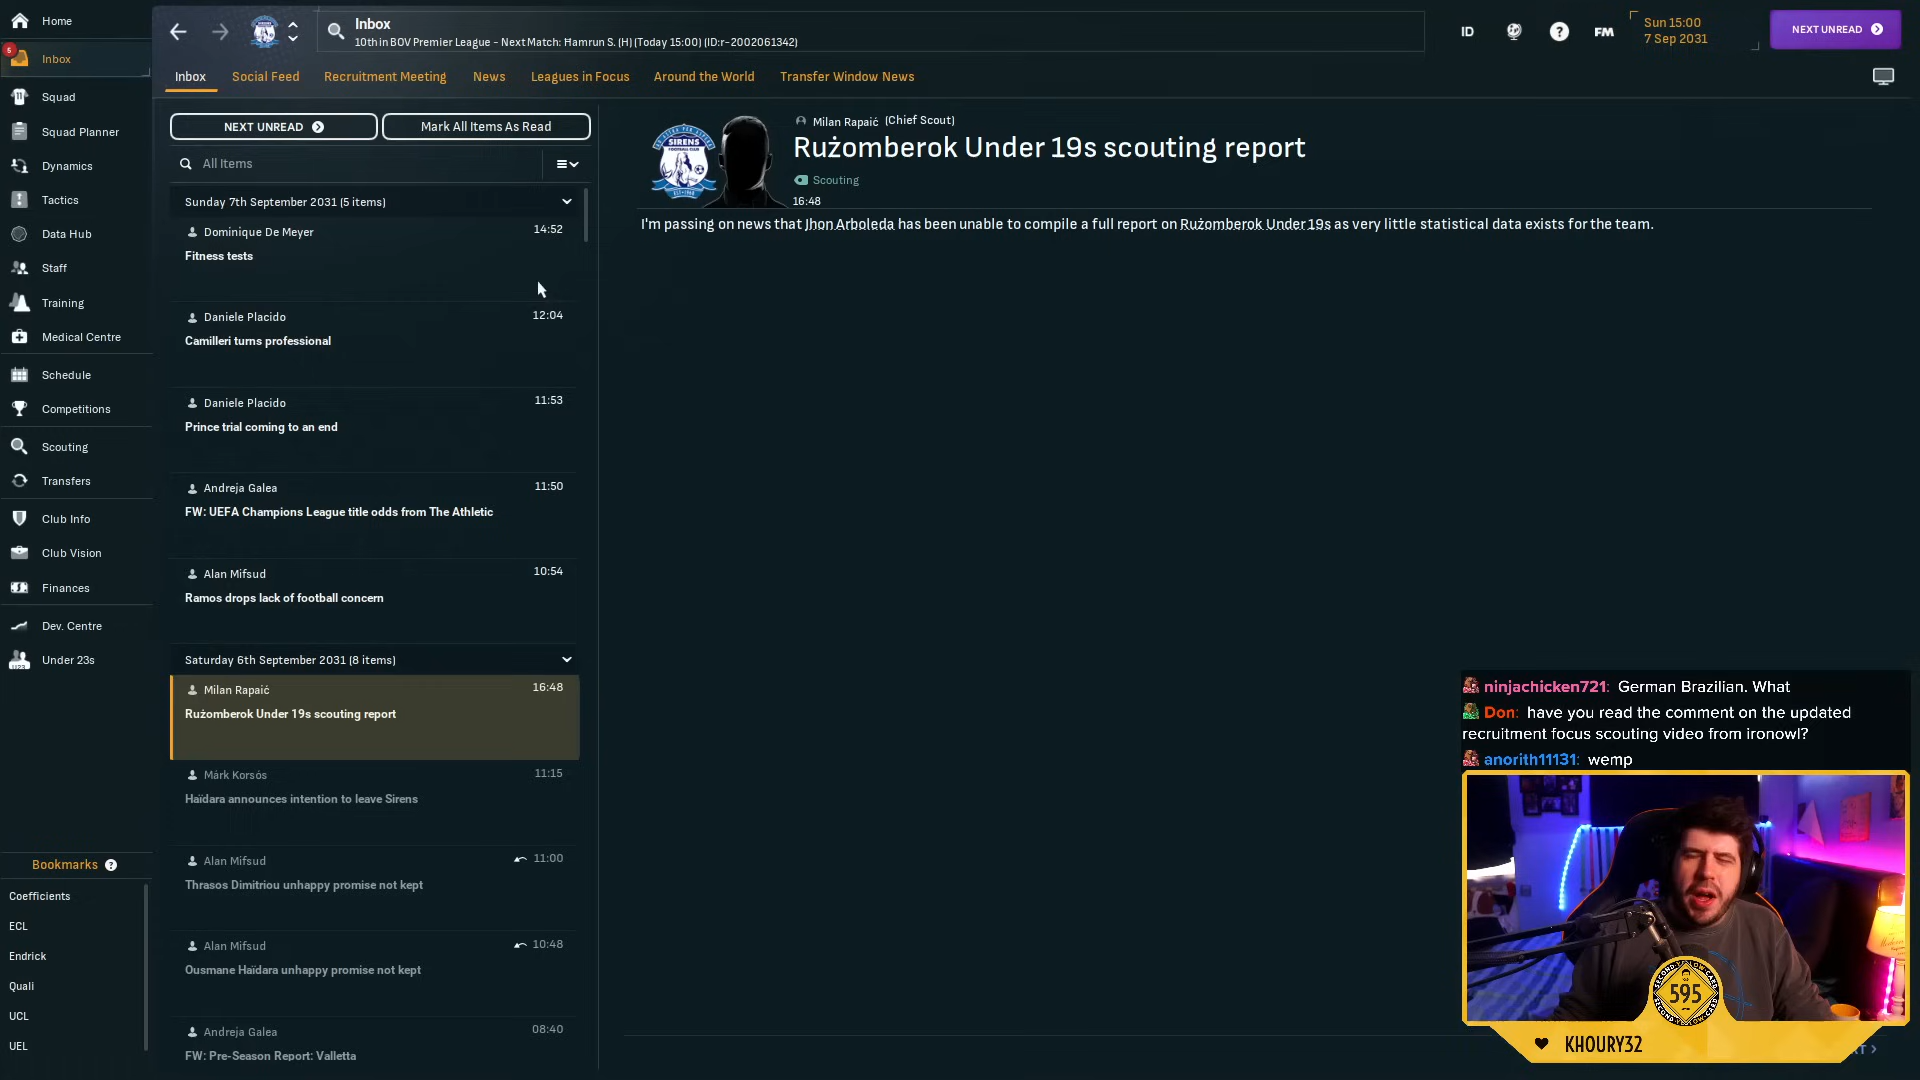 Home
Inbox
10th in BOV Premier League - Next Match: Ħamrun S. (H) (Today 15:00) (ID:r-2002061342)
ID
?
FM
Sun 15:00
7 Sep 2031
NEXT UNREAD
5
Inbox
Inbox
Social Feed
Recruitment Meeting
News
Leagues in Focus
Around the World
Transfer Window News
Squad
Squad Planner
Dynamics
Tactics
Data Hub
Staff
Training
Medical Centre
Schedule
Competitions
Scouting
Transfers
Club Info
Club Vision
Finances
Dev. Centre
U23
Under 23s
Bookmarks ?
Coefficients
ECL
Endrick
Quali
UCL
UEL
NEXT UNREAD
Mark All Items As Read
All Items
Sunday 7th September 2031 (5 items)
Dominique De Meyer 14:52
Fitness tests
Daniele Placido 12:04
Camilleri turns professional
Daniele Placido 11:53
Prince trial coming to an end
Andreja Galea 11:50
FW: UEFA Champions League title odds from The Athletic
Alan Mifsud 10:54
Ramos drops lack of football concern
Saturday 6th September 2031 (8 items)
Milan Rapaić 16:48
Rużomberok Under 19s scouting report
Márk Korsós 11:15
Haïdara announces intention to leave Sirens
Alan Mifsud 11:00
Thrasos Dimitriou unhappy promise not kept
Alan Mifsud 10:48
Ousmane Haïdara unhappy promise not kept
Andreja Galea 08:40
FW: Pre-Season Report: Valletta
SIRENS
FOOTBALL CLUB
Milan Rapaić (Chief Scout)
Rużomberok Under 19s scouting report
Scouting
16:48
I'm passing on news that Jhon Arboleda has been unable to compile a full report on Rużomberok Under 19s as very little statistical data exists for the team.
ninjachicken721: German Brazilian. What
Don: have you read the comment on the updated
recruitment focus scouting video from ironowl?
anorith11131: wemp
SECOND YELLOW CARD
595
KHOURY32